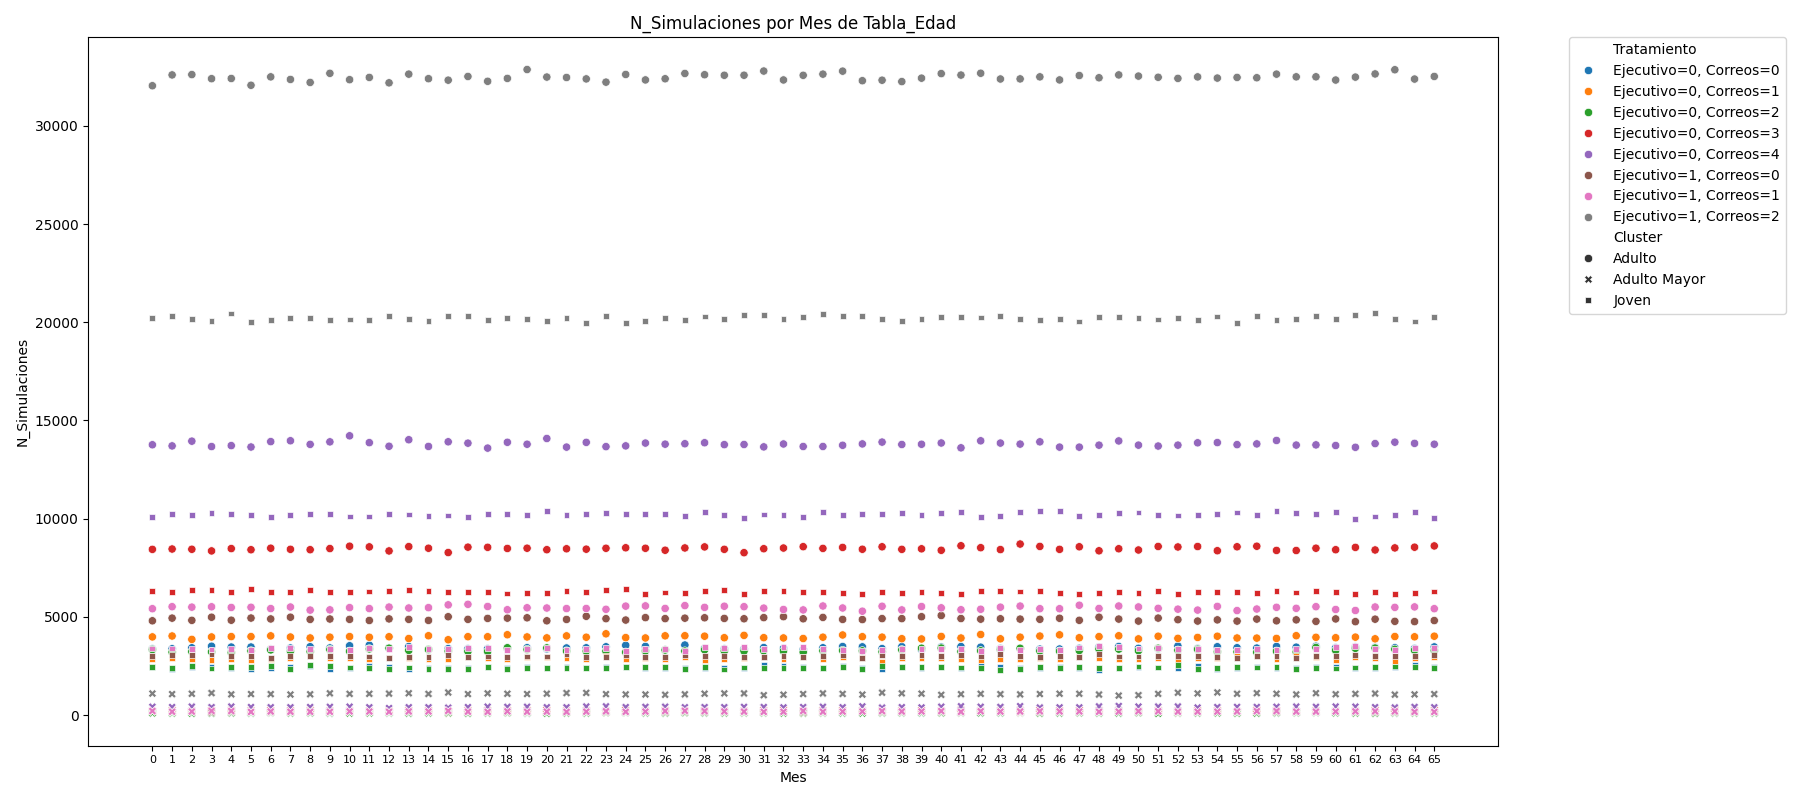 N_Simulaciones por Mes de Tabla_Edad
Tratamiento
Ejecutivo=0, Correos=0
Ejecutivo=0, Correos=1
Ejecutivo=0, Correos=2
Ejecutivo=0, Correos=3
Ejecutivo=0, Correos=4
Ejecutivo=1, Correos=0
Ejecutivo=1, Correos=1
Ejecutivo=1, Correos=2
Cluster
Adulto
Adulto Mayor
Joven
N_Simulaciones
30000
25000
20000
15000
10000
5000
0
0 1 2 3 4 5 6 7 8 9 10 11 12 13 14 15 16 17 18 19 20 21 22 23 24 25 26 27 28 29 30 31 32 33 34 35 36 37 38 39 40 41 42 43 44 45 46 47 48 49 50 51 52 53 54 55 56 57 58 59 60 61 62 63 64 65
Mes